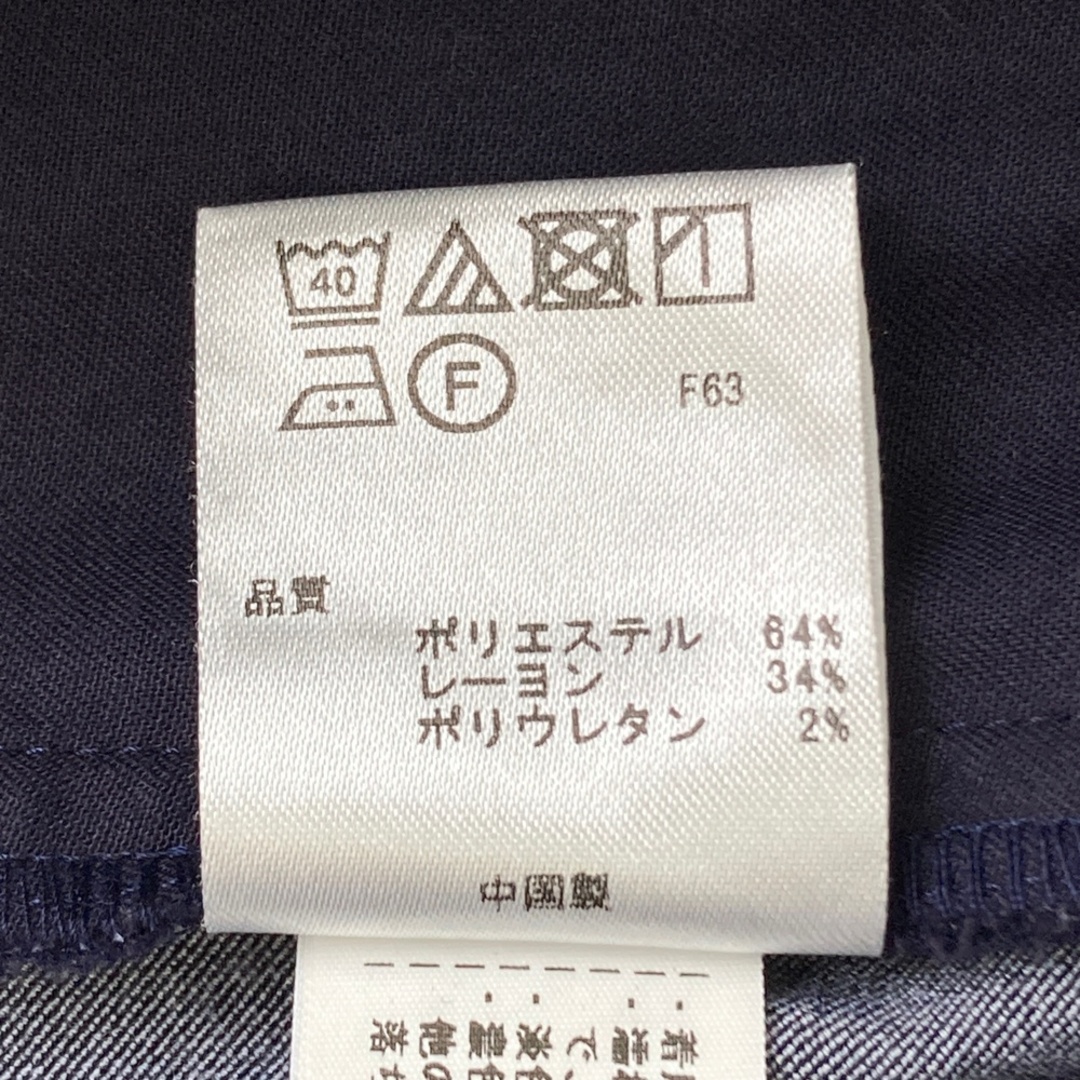 40
F
F63
品質
ポリエステル 64%
レーヨン 34%
ポリウレタン 2%
中国製